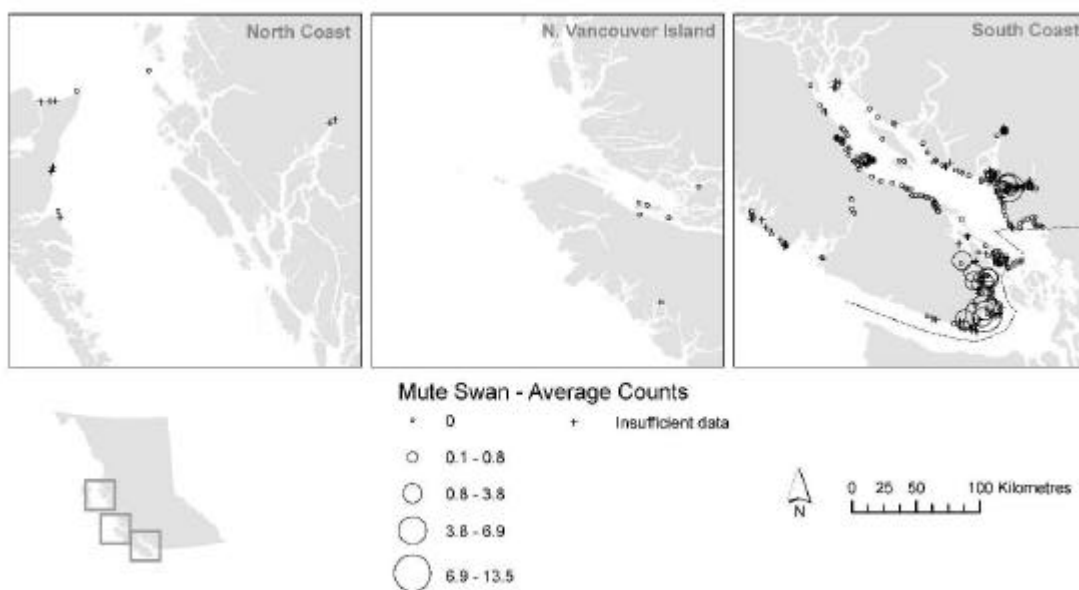 North Coast
N. Vancouver Island
South Coast
Mute Swan - Average Counts
0
+ Insufficient data
0.1 - 0.8
0.8 - 3.8
3.8 - 6.9
6.9 - 13.5
N
0 25 50 100 Kilometres